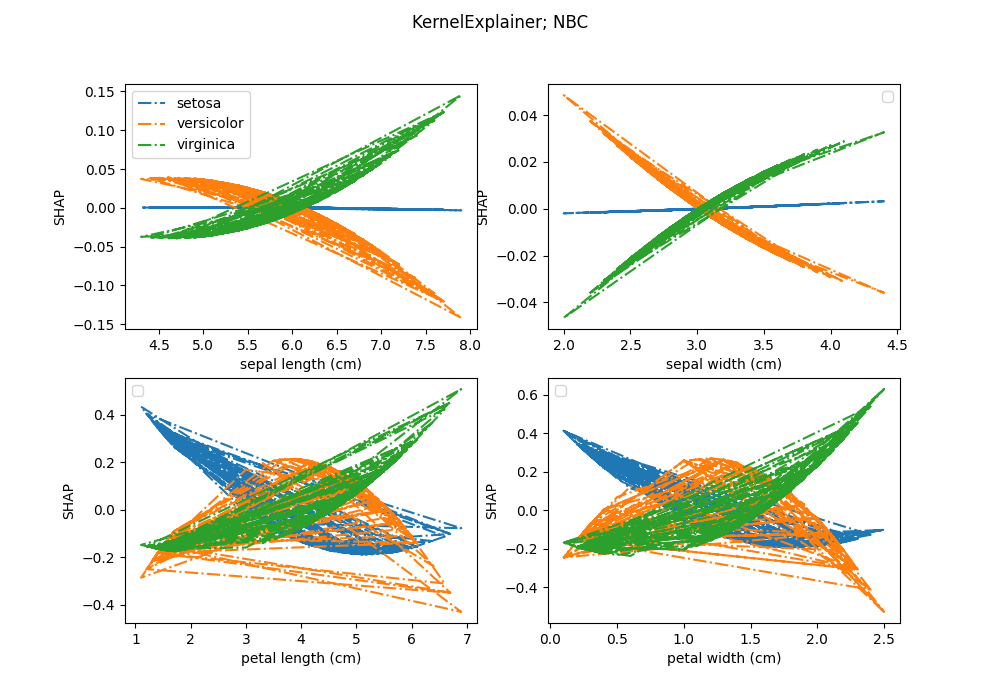 KernelExplainer; NBC
0.15
0.10
0.05
0.00
−0.05
−0.10
−0.15
SHAP
setosa
versicolor
virginica
4.5 5.0 5.5 6.0 6.5 7.0 7.5 8.0
sepal length (cm)
0.04
0.02
0.00
−0.02
−0.04
SHAP
2.0 2.5 3.0 3.5 4.0 4.5
sepal width (cm)
0.4
0.2
0.0
−0.2
−0.4
SHAP
1 2 3 4 5 6 7
petal length (cm)
0.6
0.4
0.2
0.0
−0.2
−0.4
SHAP
0.0 0.5 1.0 1.5 2.0 2.5
petal width (cm)